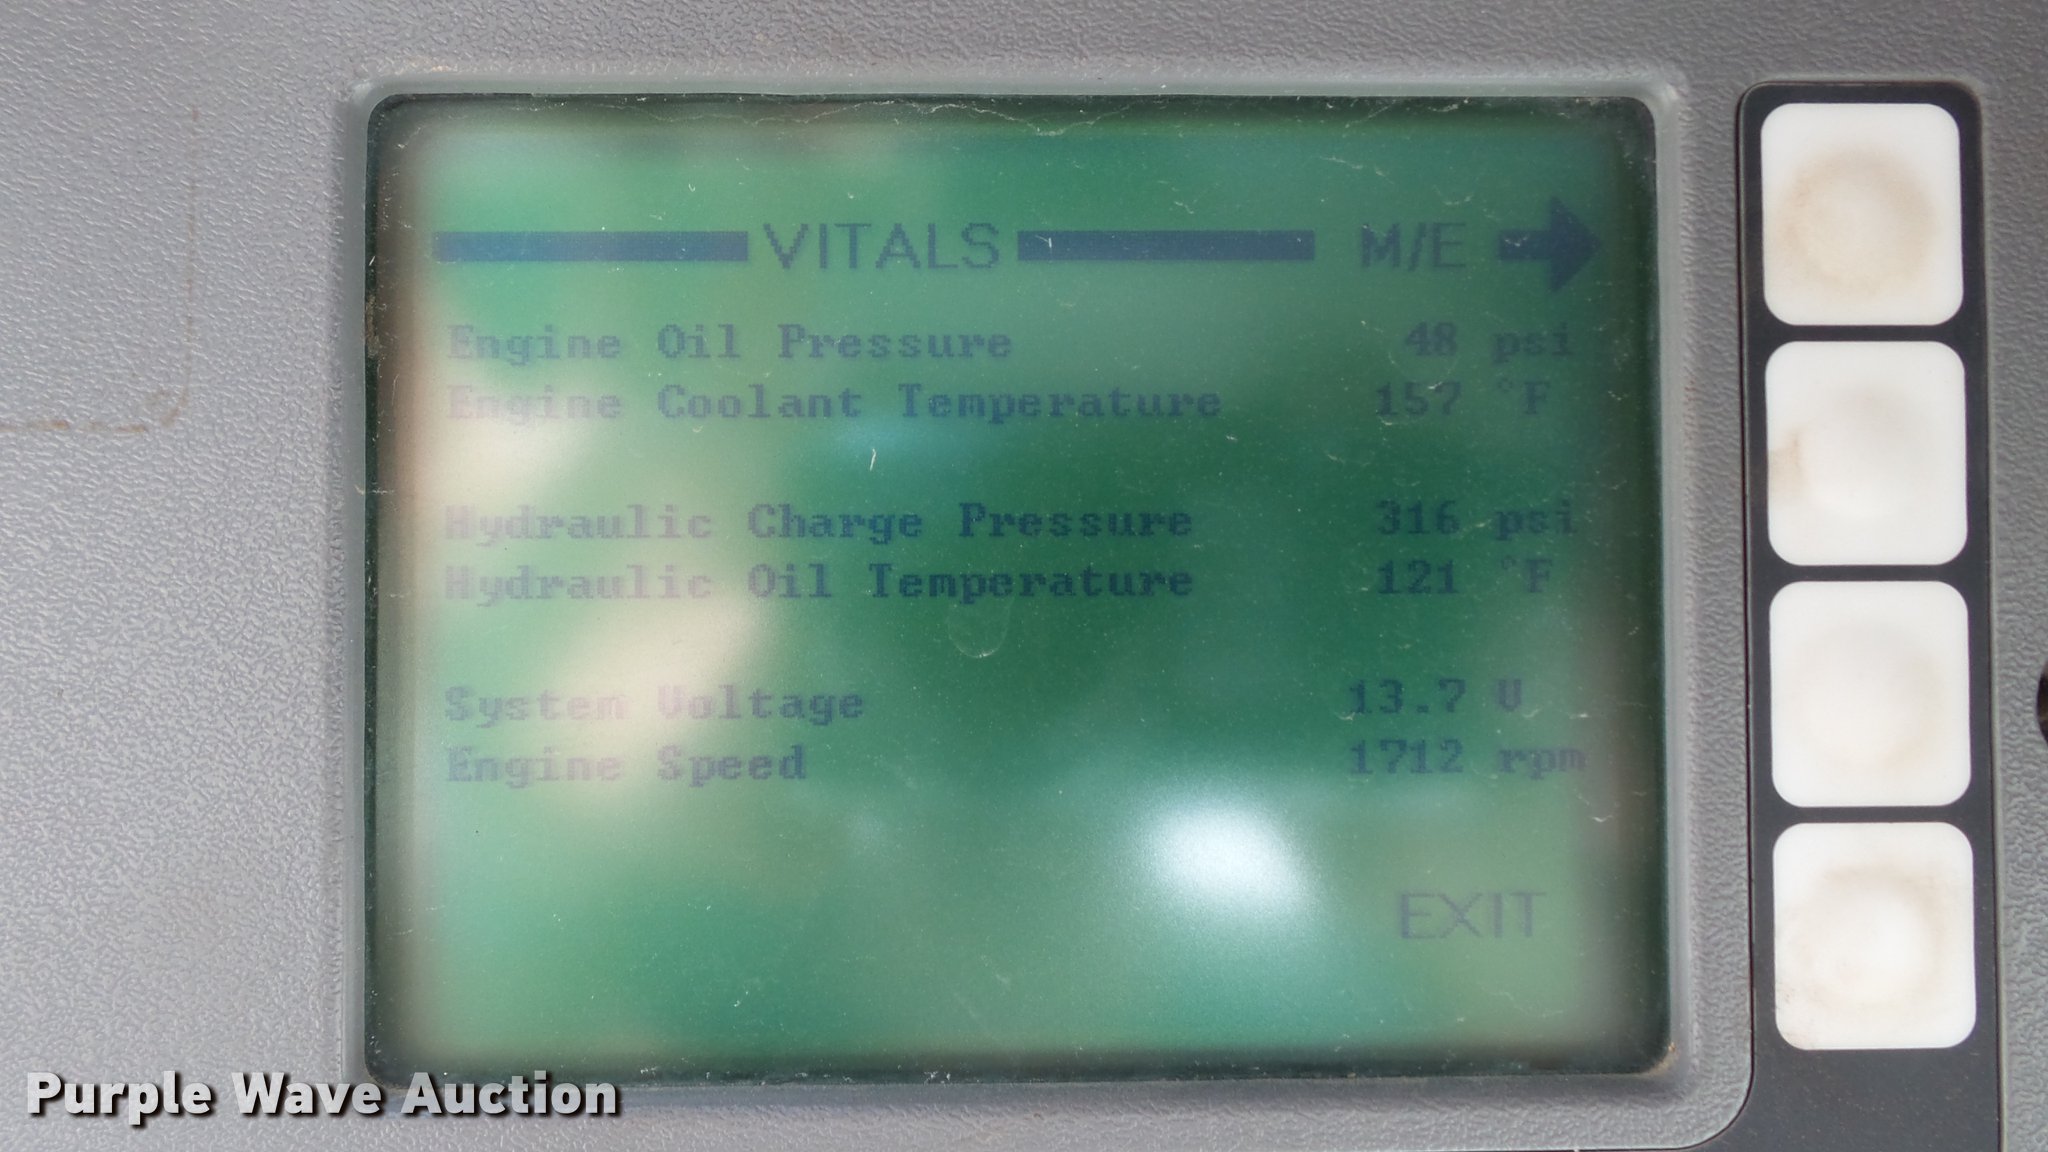 VITALS M/E
Engine Oil Pressure 48 psi
Engine Coolant Temperature 157 °F
Hydraulic Charge Pressure 316 psi
Hydraulic Oil Temperature 121 °F
System Voltage 13.7 V
Engine Speed 1712 rpm
EXIT
Purple Wave Auction